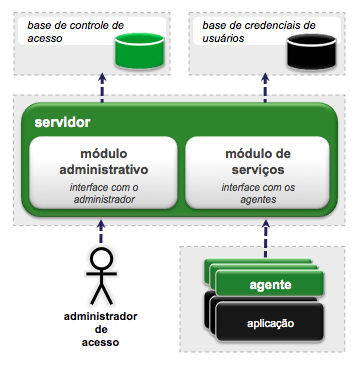 base de controle de
acesso
base de credenciais de
usuários
servidor
módulo
administrativo
interface com o
administrador
módulo de
serviços
interface com os
agentes
administrador
de
acesso
agente
aplicação